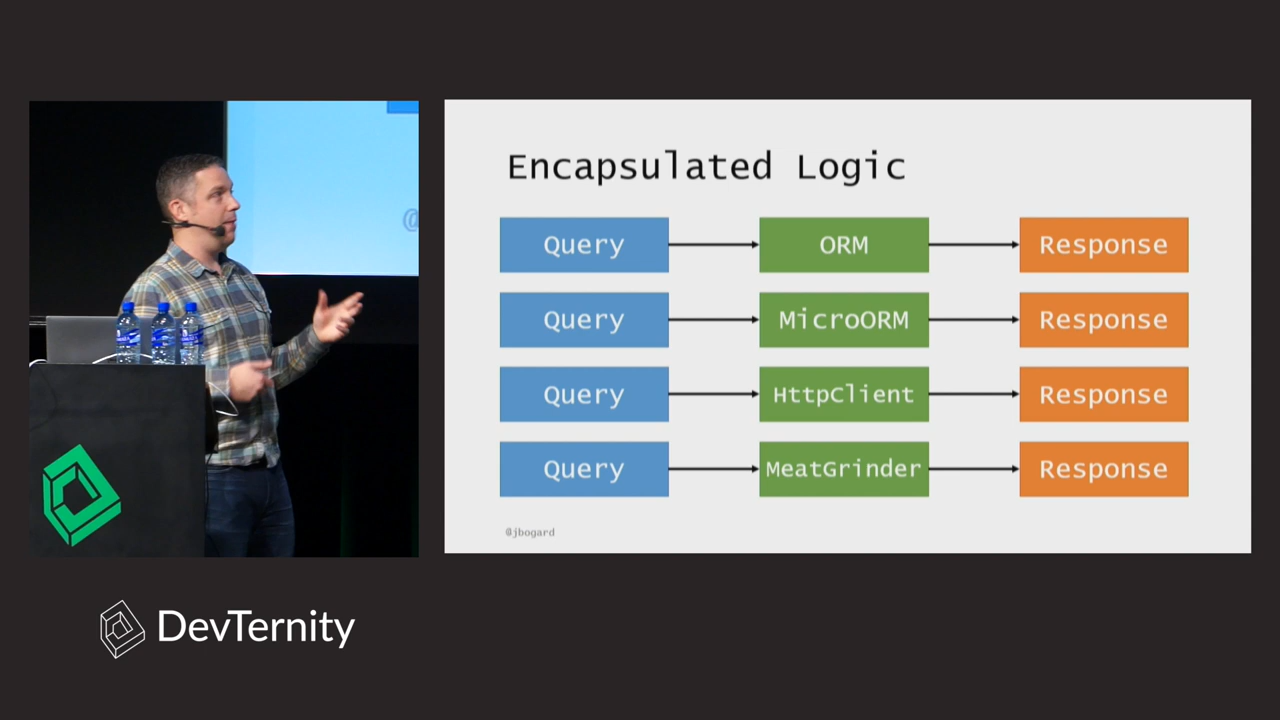 @
Encapsulated Logic
Query ORM Response
Query MicroORM Response
Query HttpClient Response
Query MeatGrinder Response
@jbogard
DevTernity